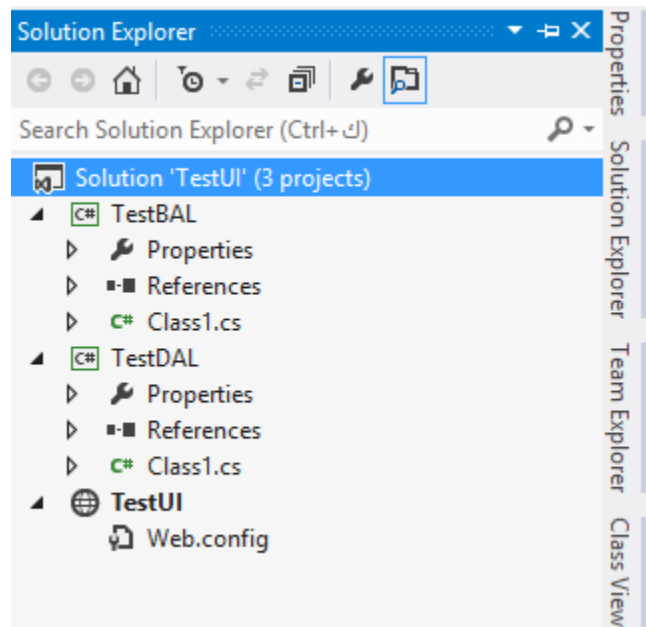 Solution Explorer
Search Solution Explorer (Ctrl+ك)
Solution 'TestUI' (3 projects)
C# TestBAL
Properties
References
C# Class1.cs
C# TestDAL
Properties
References
C# Class1.cs
TestUI
Web.config
Properties
Solution Explorer
Team Explorer
Class View